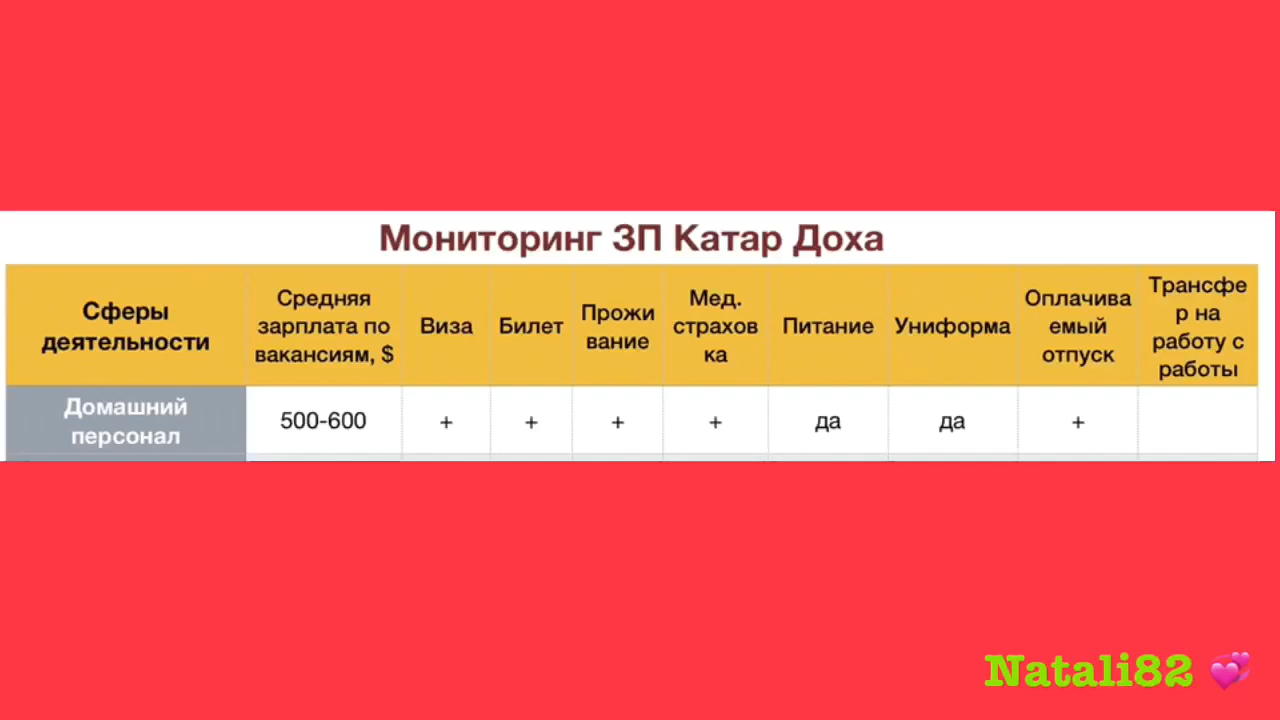 Мониторинг ЗП Катар Доха
Сферы
деятельности
Средняя
зарплата по
вакансиям, $
Виза
Билет
Прожи
вание
Мед.
страхов
ка
Питание
Униформа
Оплачива
емый
отпуск
Трансфе
р на
работу с
работы
Домашний
персонал
500-600
+
+
+
+
да
да
+
Natali82 💞